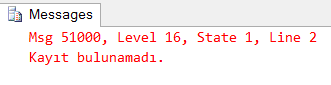 Messages
Msg 51000, Level 16, State 1, Line 2
Kayıt bulunamadı.